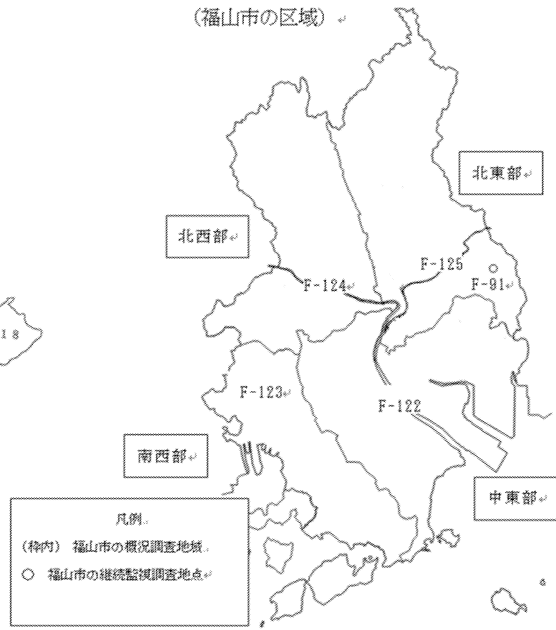 (福山市の区域)
北東部
北西部
F-125
F-124
F-91
18
F-123
F-122
南西部
中東部
凡例
(枠内) 福山市の概況調査地域
○ 福山市の継続監視調査地点